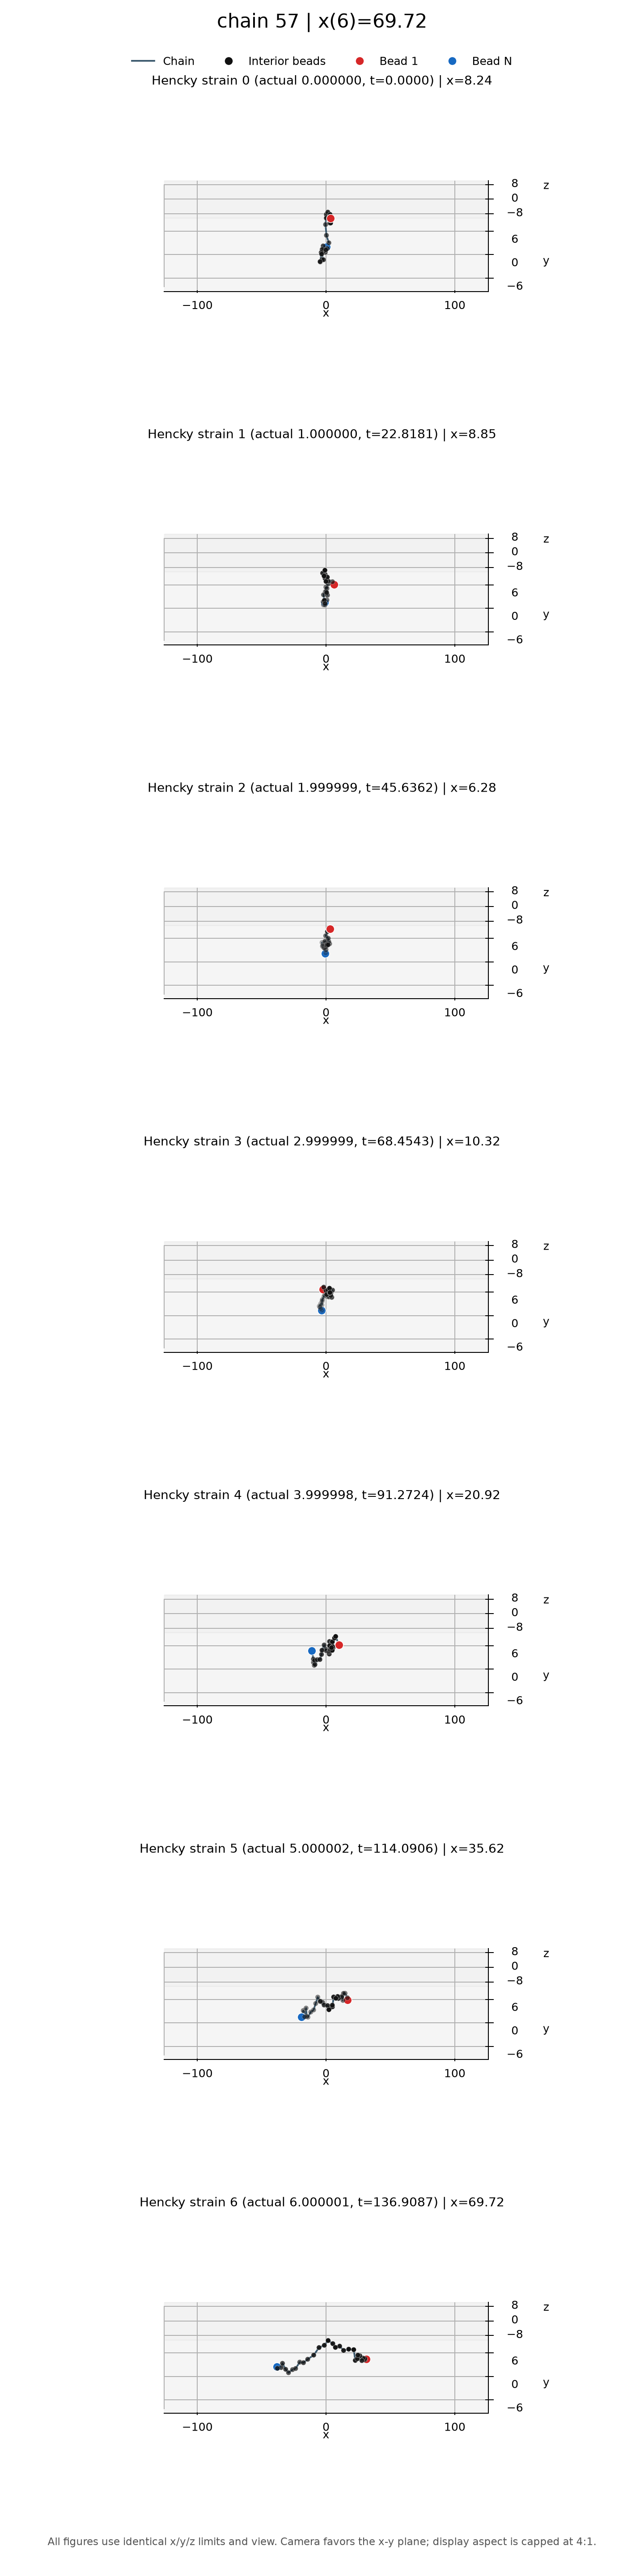 chain 57 | x(6)=69.72
Chain Interior beads Bead 1 Bead N
Hencky strain 0 (actual 0.000000, t=0.0000) | x=8.24
8 z
0
−8
6
0 y
−6
−100 0 100
x
Hencky strain 1 (actual 1.000000, t=22.8181) | x=8.85
8 z
0
−8
6
0 y
−6
−100 0 100
x
Hencky strain 2 (actual 1.999999, t=45.6362) | x=6.28
8 z
0
−8
6
0 y
−6
−100 0 100
x
Hencky strain 3 (actual 2.999999, t=68.4543) | x=10.32
8 z
0
−8
6
0 y
−6
−100 0 100
x
Hencky strain 4 (actual 3.999998, t=91.2724) | x=20.92
8 z
0
−8
6
0 y
−6
−100 0 100
x
Hencky strain 5 (actual 5.000002, t=114.0906) | x=35.62
8 z
0
−8
6
0 y
−6
−100 0 100
x
Hencky strain 6 (actual 6.000001, t=136.9087) | x=69.72
8 z
0
−8
6
0 y
−6
−100 0 100
x
All figures use identical x/y/z limits and view. Camera favors the x-y plane; display aspect is capped at 4:1.